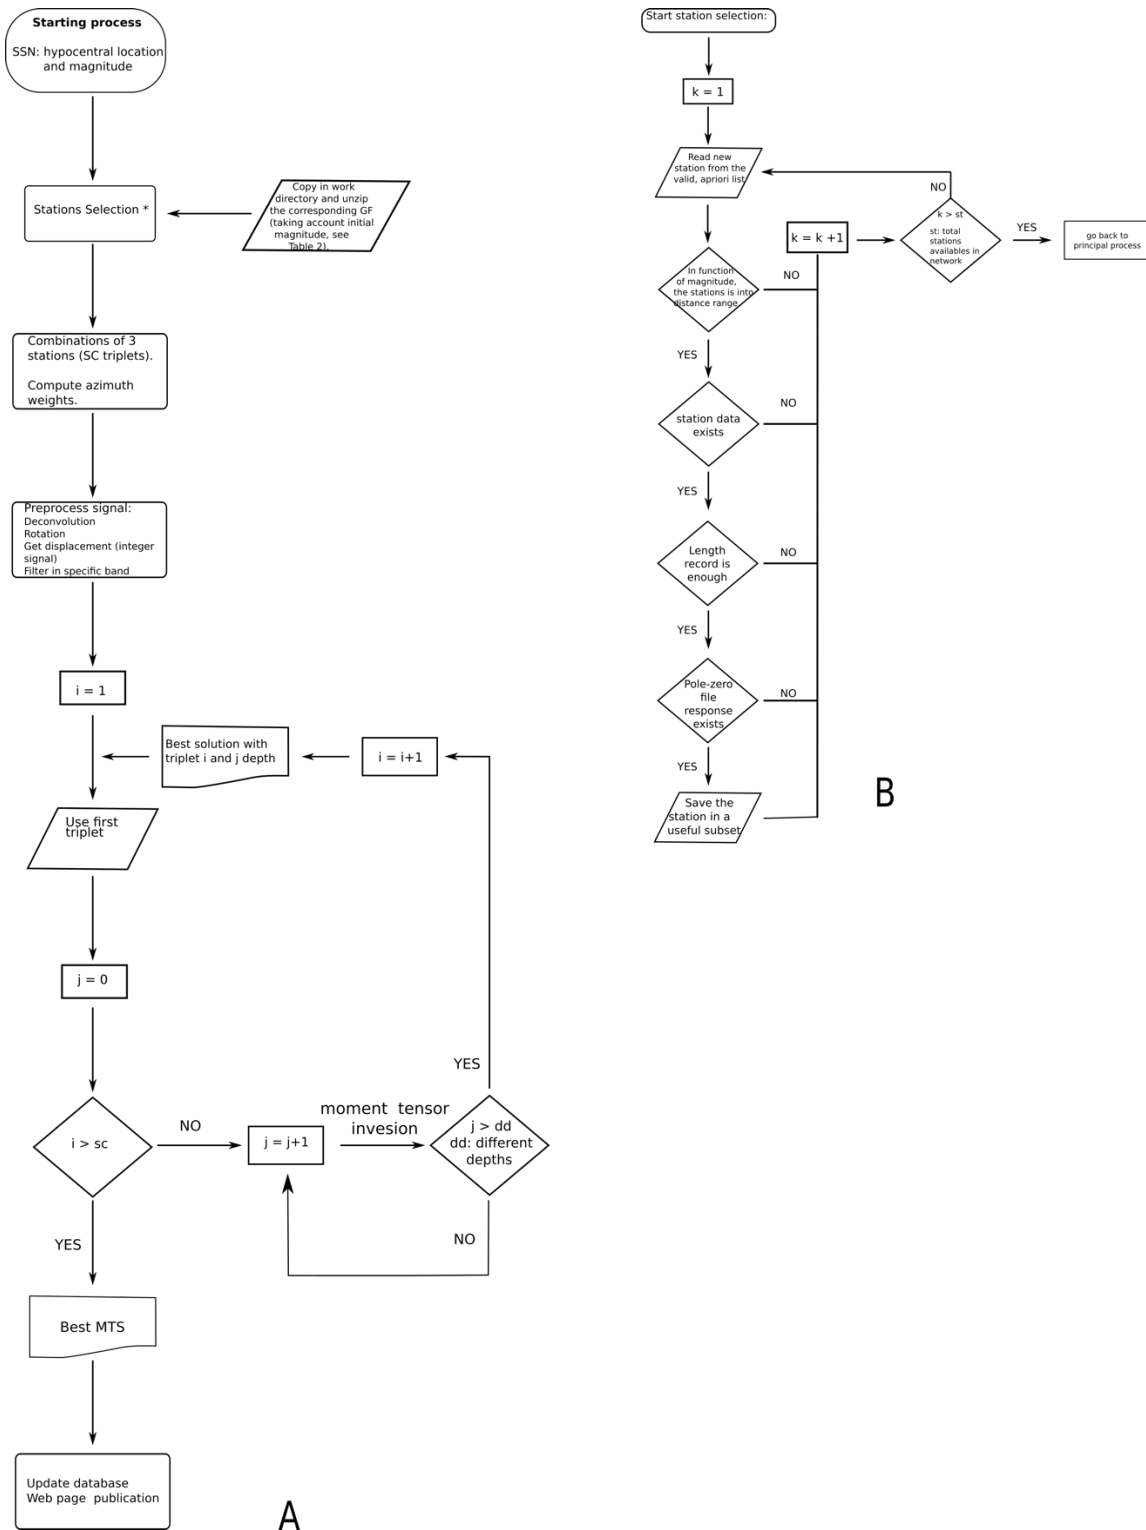 Starting process
SSN: hypocentral location
and magnitude
Stations Selection *
Copy in work
directory and unzip
the corresponding GF
(taking account initial
magnitude, see
Table 2).
Combinations of 3
stations (SC triplets).
Compute azimuth
weights.
Preprocess signal:
Deconvolution
Rotation
Get displacement (integer
signal)
Filter in specific band
i = 1
Best solution with
triplet i and j depth
i = i+1
Use first
triplet
j = 0
YES
i > sc
NO
j = j+1
moment tensor
invesion
j > dd
dd: different
depths
NO
YES
Best MTS
Update database
Web page publication
A
Start station selection:
k = 1
Read new
station from the
valid, apriori list
NO
k > st
st: total
stations
availables in
network
k = k +1
YES
go back to
principal process
In function
of magnitude,
the stations is into
distance range
NO
YES
station data
exists
NO
YES
Length
record is
enough
NO
YES
Pole-zero
file
response
exists
NO
YES
Save the
station in a
useful subset
B